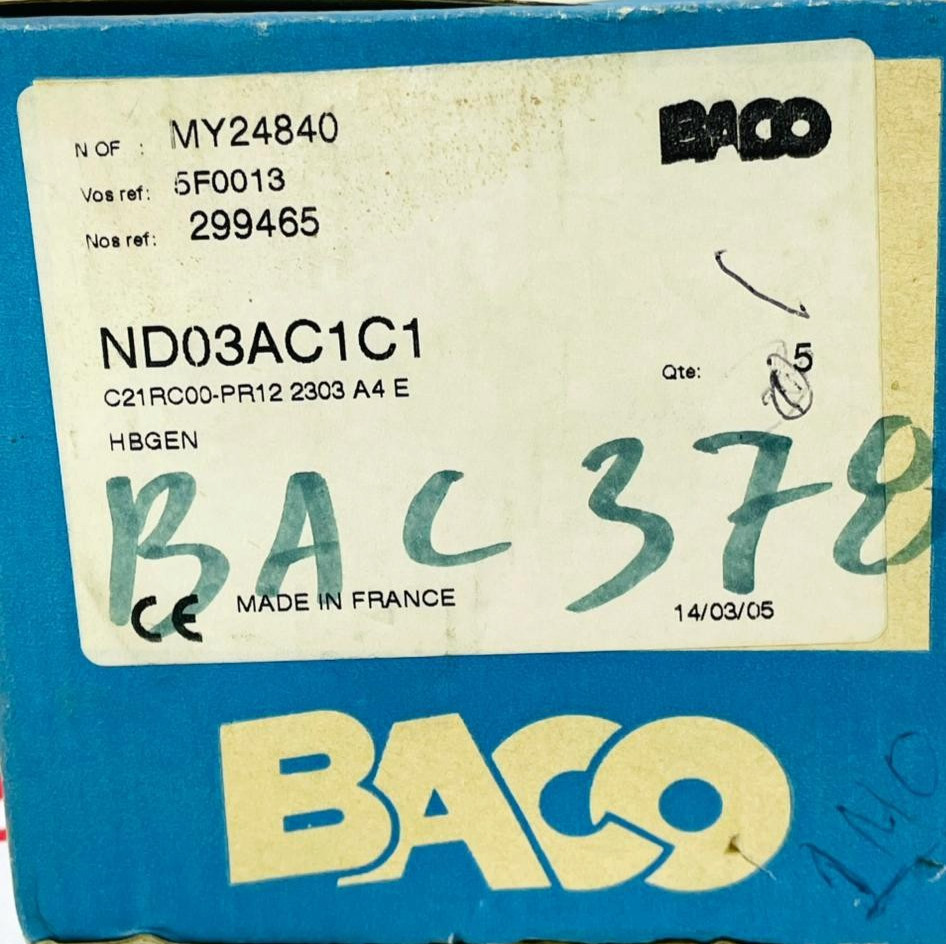 BACO
N OF : MY24840
Vos ref: 5F0013
Nos ref: 299465
ND03AC1C1
C21RC00-PR12 2303 A4 E
Qte: 5
HBGEN
BAC 378
CE MADE IN FRANCE
14/03/05
BACO